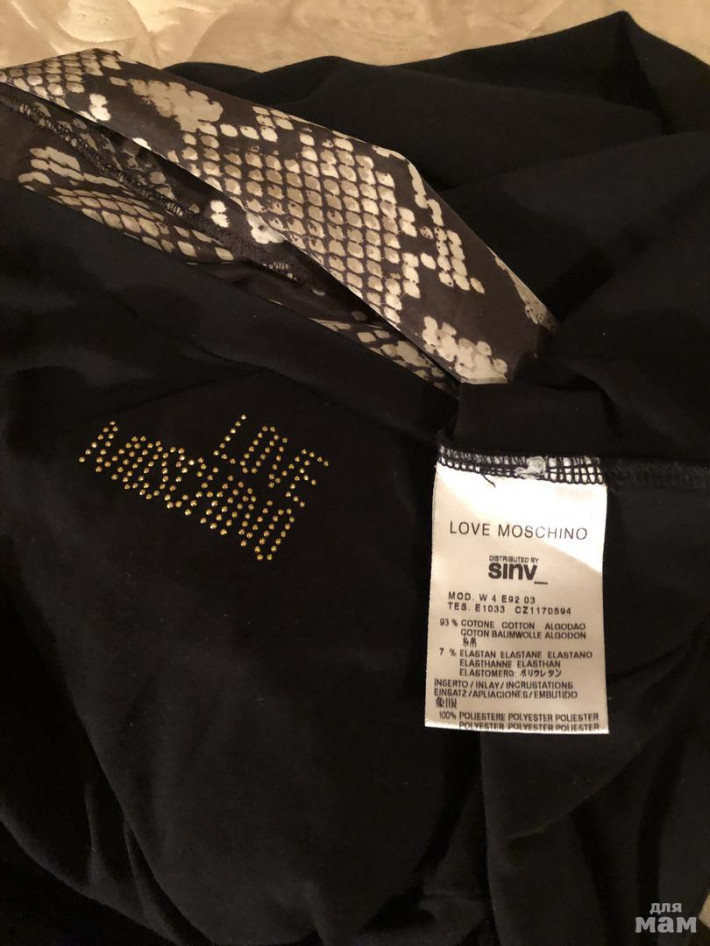 LOVE
MOSCHINO
LOVE MOSCHINO
DISTRIBUTED BY
sinv_
MOD. W 4 E92 03
TES. E1033 CZ1170594
93 % COTONE COTTON ALGODAO
COTON BAUMWOLLE ALGODON
7 % ELASTAN ELASTANE ELASTANO
ELASTHANNE ELASTHAN
ELASTOMERO ポリウレタン
INSERTO / INLAY / INCRUSTATIONS
EINSATZ / APLIACIONES / EMBUTIDO
100% POLIESTERE POLYESTER POLIESTER
POLYESTER POLYESTER POLIESTER
для
мам